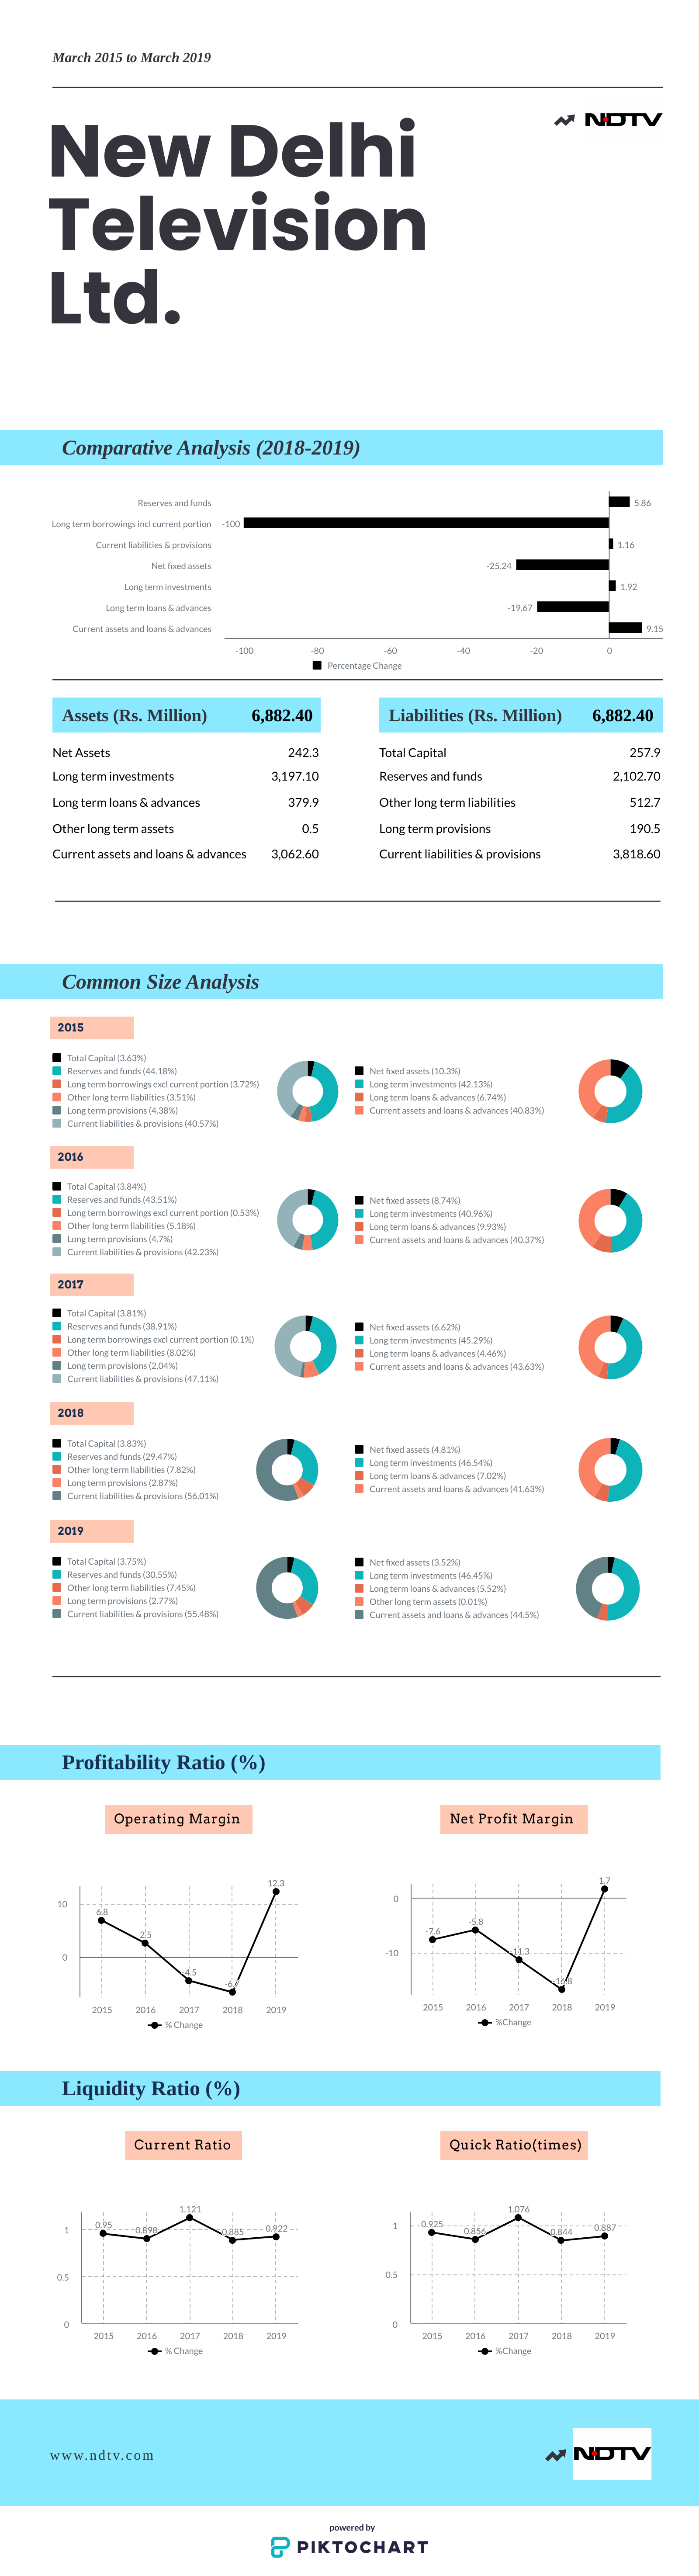 March 2015 to March 2019
NDTV
New Delhi
Television
Ltd.
Comparative Analysis (2018-2019)
Reserves and funds 5.86
Long term borrowings incl current portion -100
Current liabilities & provisions 1.16
Net fixed assets -25.24
Long term investments 1.92
Long term loans & advances -19.67
Current assets and loans & advances 9.15
-100 -80 -60 -40 -20 0
Percentage Change
Assets (Rs. Million) 6,882.40
Net Assets 242.3
Long term investments 3,197.10
Long term loans & advances 379.9
Other long term assets 0.5
Current assets and loans & advances 3,062.60
Liabilities (Rs. Million) 6,882.40
Total Capital 257.9
Reserves and funds 2,102.70
Other long term liabilities 512.7
Long term provisions 190.5
Current liabilities & provisions 3,818.60
Common Size Analysis
2015
Total Capital (3.63%)
Reserves and funds (44.18%)
Long term borrowings excl current portion (3.72%)
Other long term liabilities (3.51%)
Long term provisions (4.38%)
Current liabilities & provisions (40.57%)
Net fixed assets (10.3%)
Long term investments (42.13%)
Long term loans & advances (6.74%)
Current assets and loans & advances (40.83%)
2016
Total Capital (3.84%)
Reserves and funds (43.51%)
Long term borrowings excl current portion (0.53%)
Other long term liabilities (5.18%)
Long term provisions (4.7%)
Current liabilities & provisions (42.23%)
Net fixed assets (8.74%)
Long term investments (40.96%)
Long term loans & advances (9.93%)
Current assets and loans & advances (40.37%)
2017
Total Capital (3.81%)
Reserves and funds (38.91%)
Long term borrowings excl current portion (0.1%)
Other long term liabilities (8.02%)
Long term provisions (2.04%)
Current liabilities & provisions (47.11%)
Net fixed assets (6.62%)
Long term investments (45.29%)
Long term loans & advances (4.46%)
Current assets and loans & advances (43.63%)
2018
Total Capital (3.83%)
Reserves and funds (29.47%)
Other long term liabilities (7.82%)
Long term provisions (2.87%)
Current liabilities & provisions (56.01%)
Net fixed assets (4.81%)
Long term investments (46.54%)
Long term loans & advances (7.02%)
Current assets and loans & advances (41.63%)
2019
Total Capital (3.75%)
Reserves and funds (30.55%)
Other long term liabilities (7.45%)
Long term provisions (2.77%)
Current liabilities & provisions (55.48%)
Net fixed assets (3.52%)
Long term investments (46.45%)
Long term loans & advances (5.52%)
Other long term assets (0.01%)
Current assets and loans & advances (44.5%)
Profitability Ratio (%)
Operating Margin
12.3
10
6.8
2.5
0
-4.5
2015 2016 2017 2018 2019
% Change
Net Profit Margin
1.7
0
-5.8
-7.6
-10
-11.3
2015 2016 2017 2018 2019
%Change
Liquidity Ratio (%)
Current Ratio
1.121
1
0.95 0.898 0.885 0.922
0.5
0
2015 2016 2017 2018 2019
% Change
Quick Ratio(times)
1.076
1
0.925 0.856 0.844 0.887
0.5
0
2015 2016 2017 2018 2019
%Change
www.ndtv.com
NDTV
powered by
PIKTOCHART